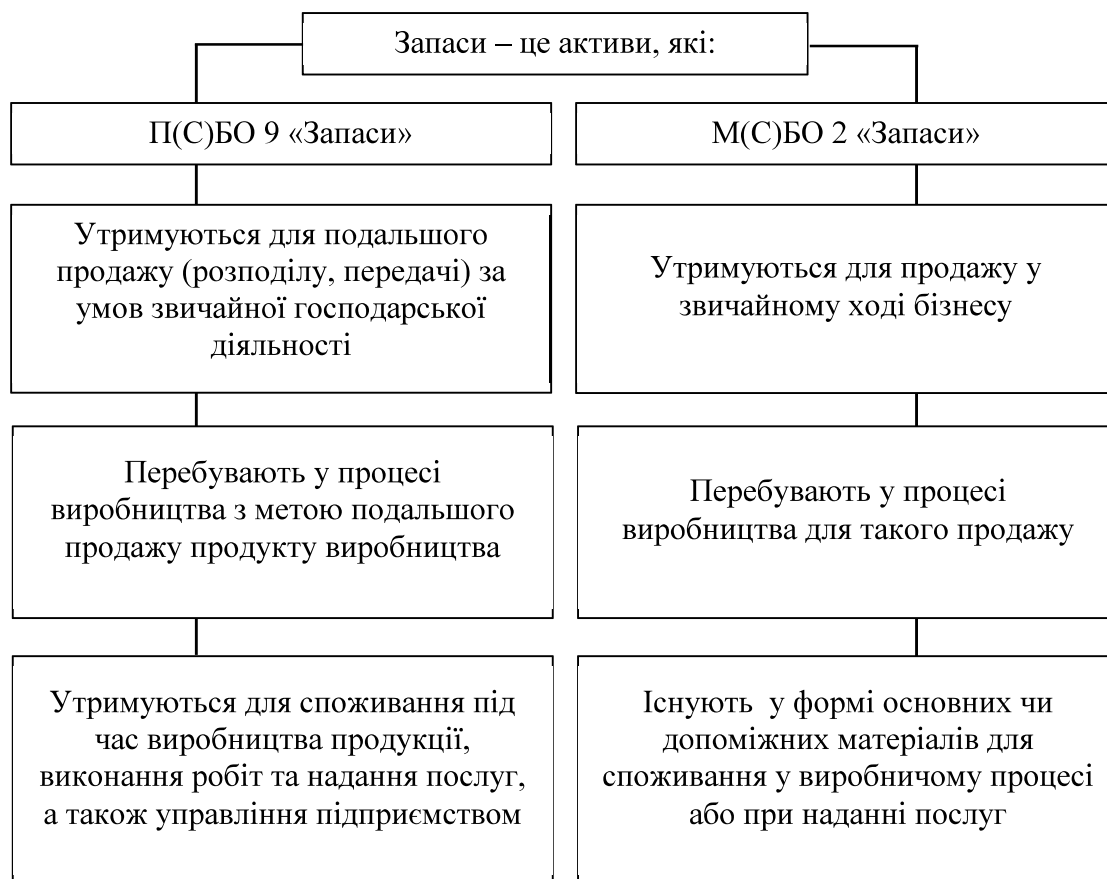 Запаси – це активи, які:
П(С)БО 9 «Запаси»
М(С)БО 2 «Запаси»
Утримуються для подальшого
продажу (розподілу, передачі) за
умов звичайної господарської
діяльності
Утримуються для продажу у
звичайному ході бізнесу
Перебувають у процесі
виробництва з метою подальшого
продажу продукту виробництва
Перебувають у процесі
виробництва для такого продажу
Утримуються для споживання під
час виробництва продукції,
виконання робіт та надання послуг,
а також управління підприємством
Існують у формі основних чи
допоміжних матеріалів для
споживання у виробничому процесі
або при наданні послуг